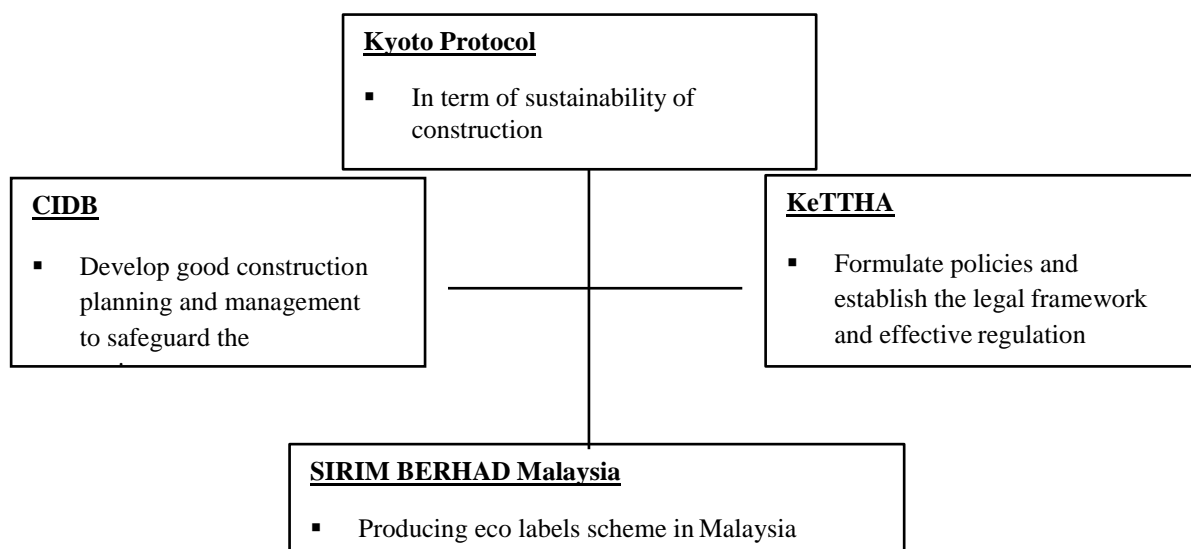 Kyoto Protocol
▪ In term of sustainability of
construction
CIDB
▪ Develop good construction
planning and management
to safeguard the
KeTTHA
▪ Formulate policies and
establish the legal framework
and effective regulation
SIRIM BERHAD Malaysia
▪ Producing eco labels scheme in Malaysia